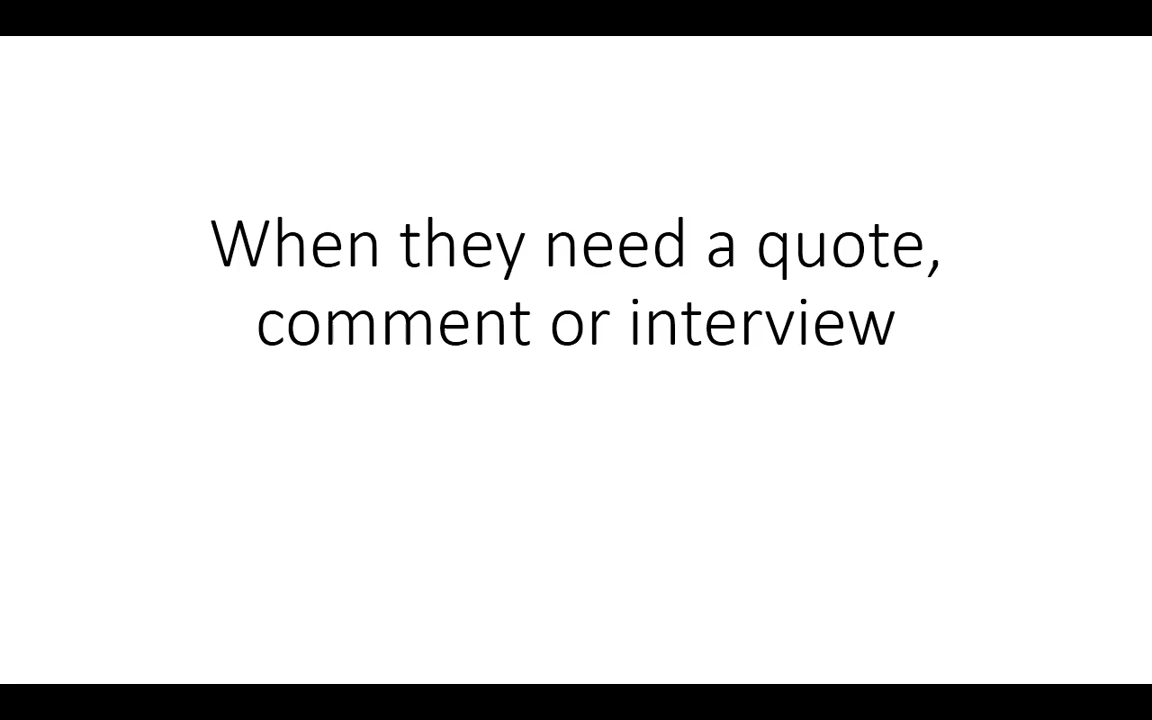 When they need a quote,
comment or interview